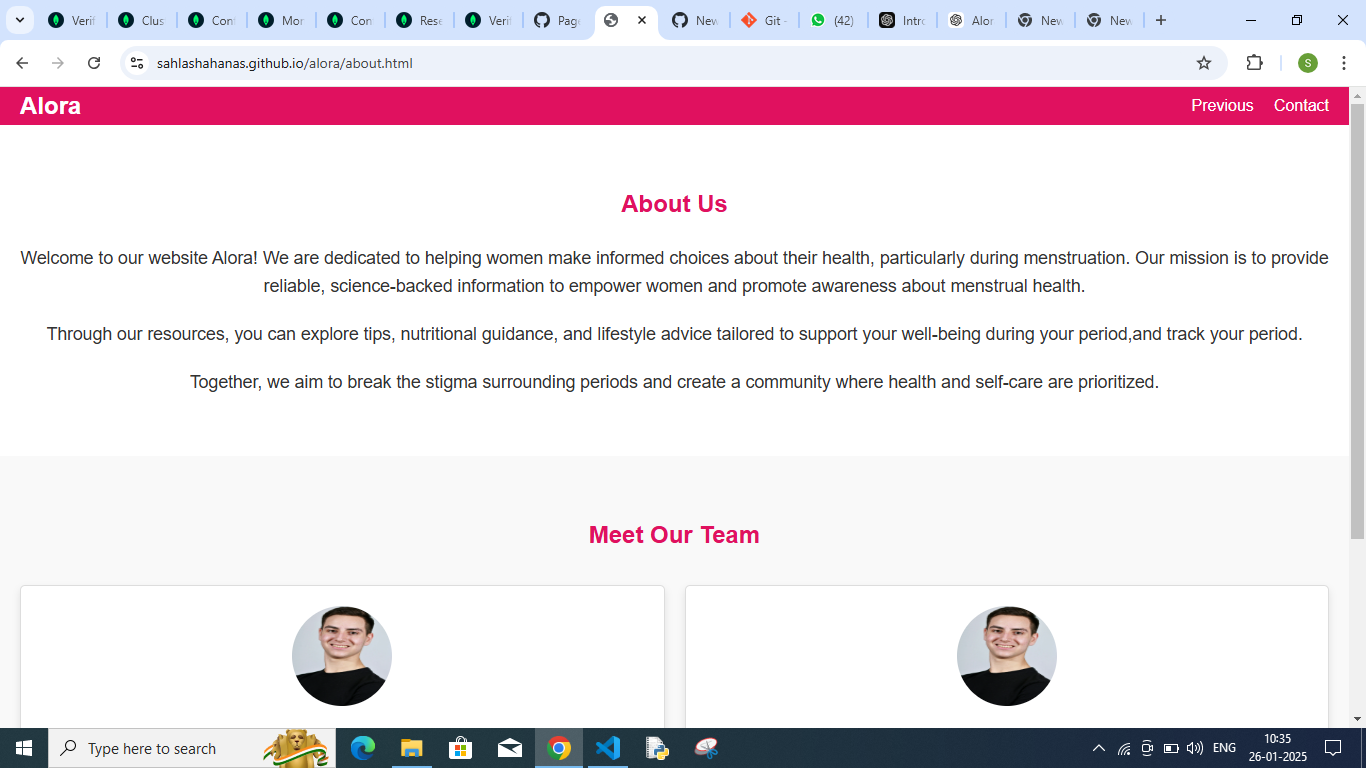 Verif
Clus
Con
Mor
Con
Rese
Verif
Page
New
Git -
(42)
Intro
Alor
New
New
sahlashahanas.github.io/alora/about.html
S
Alora
Previous
Contact
About Us
Welcome to our website Alora! We are dedicated to helping women make informed choices about their health, particularly during menstruation. Our mission is to provide
reliable, science-backed information to empower women and promote awareness about menstrual health.
Through our resources, you can explore tips, nutritional guidance, and lifestyle advice tailored to support your well-being during your period,and track your period.
Together, we aim to break the stigma surrounding periods and create a community where health and self-care are prioritized.
Meet Our Team
Type here to search
ENG
10:35
26-01-2025